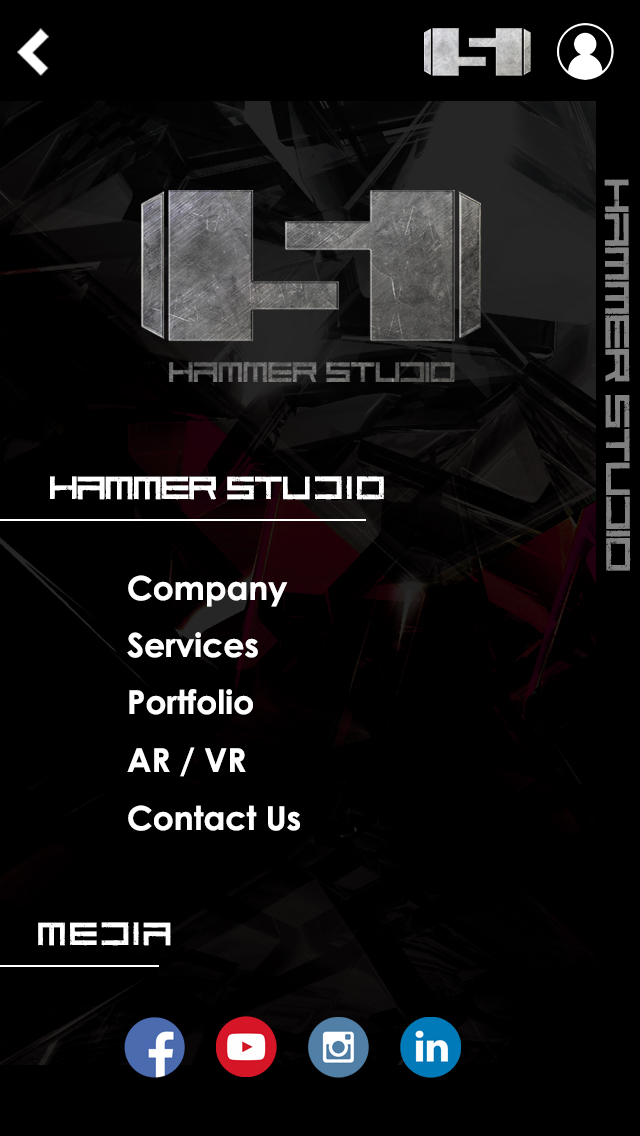 HAMMER STUDIO
HAMMER STUDIO
HAMMER STUDIO
Company
Services
Portfolio
AR / VR
Contact Us
MEDIA
in